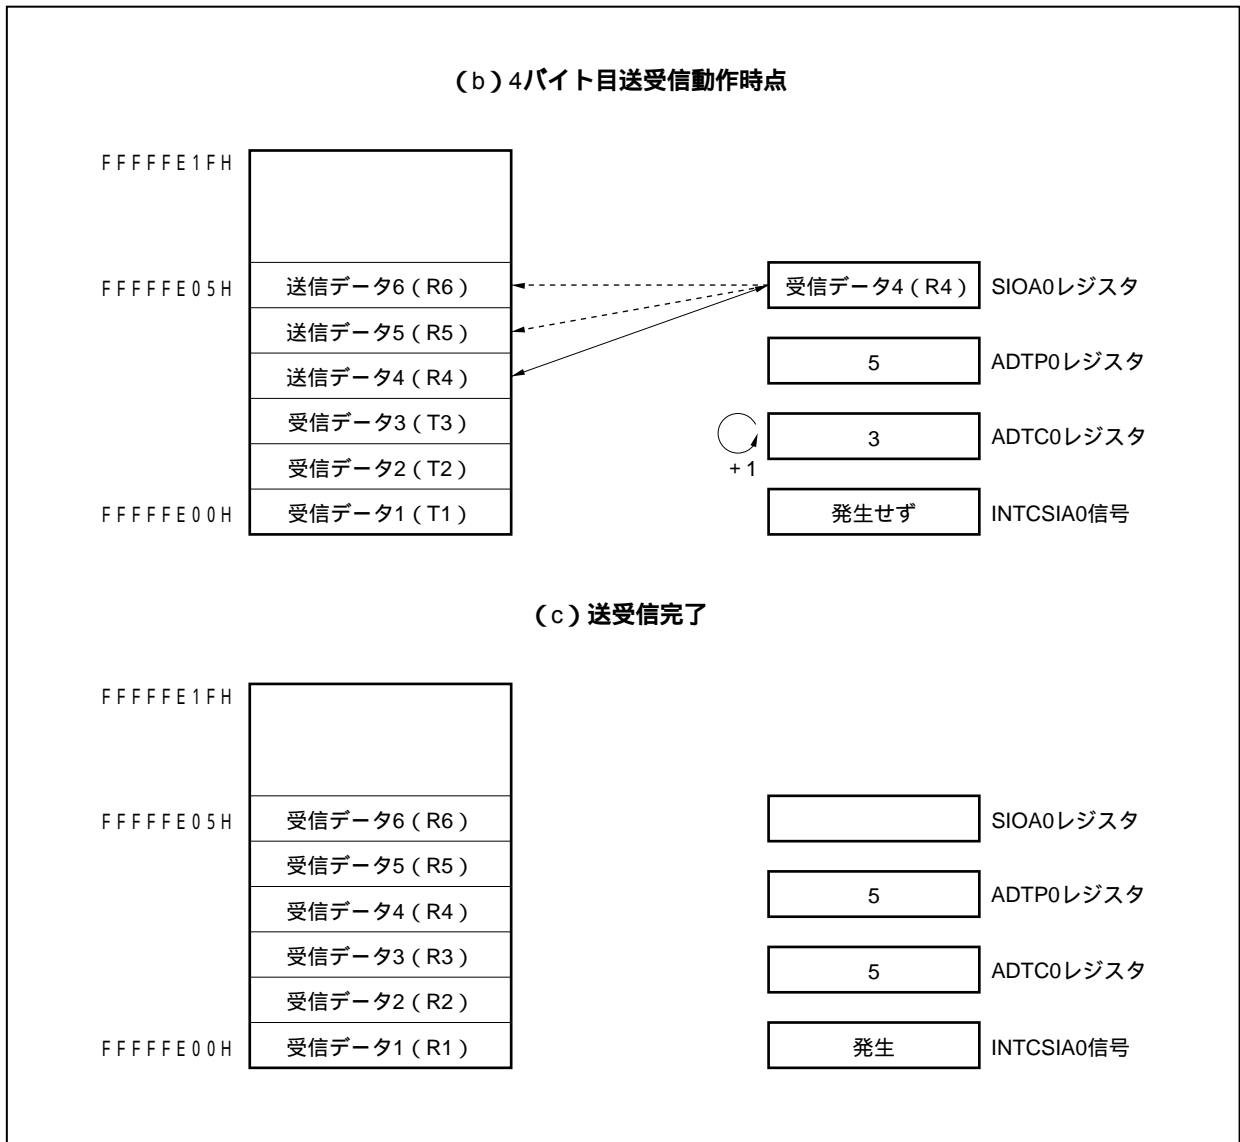 （b）4バイト目送受信動作時点
FFFFFE1FH
FFFFFE05H 送信データ6（R6） 受信データ4（R4） SIOA0レジスタ
送信データ5（R5）
送信データ4（R4） 5 ADTP0レジスタ
受信データ3（T3）
3 ADTC0レジスタ
受信データ2（T2） +1
FFFFFE00H 受信データ1（T1） 発生せず INTCSIA0信号
（c）送受信完了
FFFFFE1FH
FFFFFE05H 受信データ6（R6） SIOA0レジスタ
受信データ5（R5）
受信データ4（R4） 5 ADTP0レジスタ
受信データ3（R3）
5 ADTC0レジスタ
受信データ2（R2）
FFFFFE00H 受信データ1（R1） 発生 INTCSIA0信号